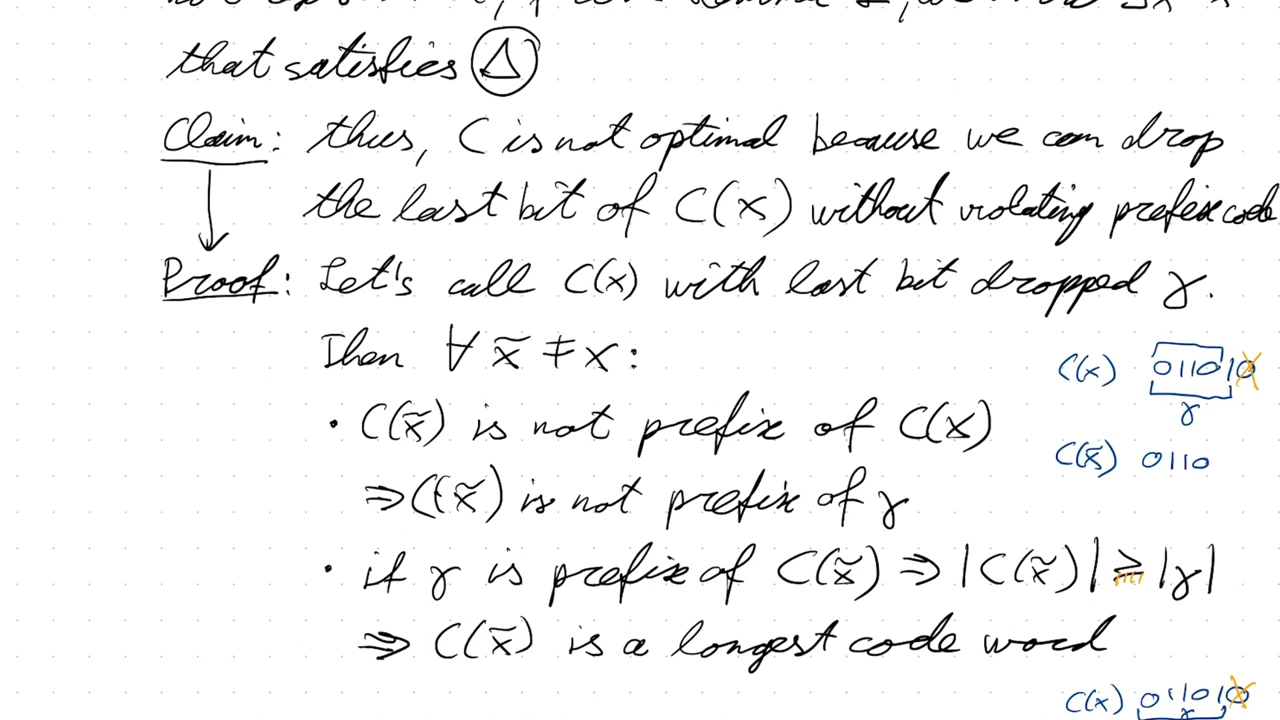 that satisfies Δ
Claim: thus, C is not optimal because we can drop
the last bit of C(x) without violating prefix code
Proof: Let's call C(x) with last bit dropped γ.
Then ∀ x̃ ≠ x:
C(x) 011010
γ
• C(x̃) is not prefix of C(x)
C(x̃) 0110
⇒ C(x̃) is not prefix of γ
• if γ is prefix of C(x̃) ⇒ |C(x̃)| ≥ |γ|
⇒ C(x̃) is a longest code word
C(x) 011010